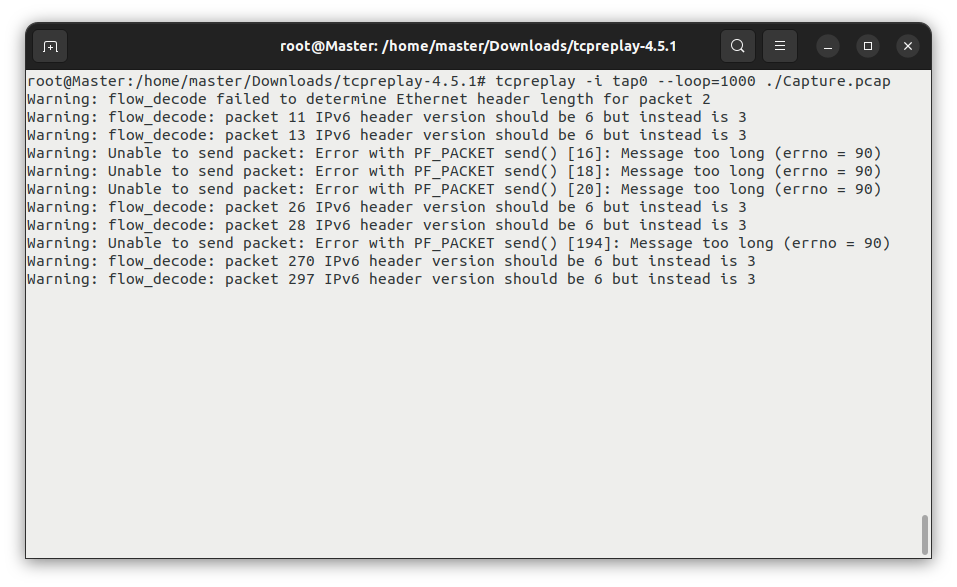 root@Master: /home/master/Downloads/tcpreplay-4.5.1
root@Master:/home/master/Downloads/tcpreplay-4.5.1# tcpreplay -i tap0 --loop=1000 ./Capture.pcap
Warning: flow_decode failed to determine Ethernet header length for packet 2
Warning: flow_decode: packet 11 IPv6 header version should be 6 but instead is 3
Warning: flow_decode: packet 13 IPv6 header version should be 6 but instead is 3
Warning: Unable to send packet: Error with PF_PACKET send() [16]: Message too long (errno = 90)
Warning: Unable to send packet: Error with PF_PACKET send() [18]: Message too long (errno = 90)
Warning: Unable to send packet: Error with PF_PACKET send() [20]: Message too long (errno = 90)
Warning: flow_decode: packet 26 IPv6 header version should be 6 but instead is 3
Warning: flow_decode: packet 28 IPv6 header version should be 6 but instead is 3
Warning: Unable to send packet: Error with PF_PACKET send() [194]: Message too long (errno = 90)
Warning: flow_decode: packet 270 IPv6 header version should be 6 but instead is 3
Warning: flow_decode: packet 297 IPv6 header version should be 6 but instead is 3